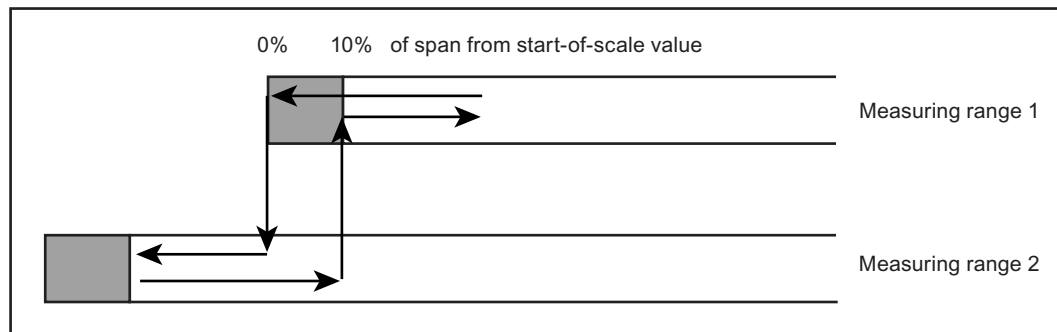 0% 10% of span from start-of-scale value
Measuring range 1
Measuring range 2